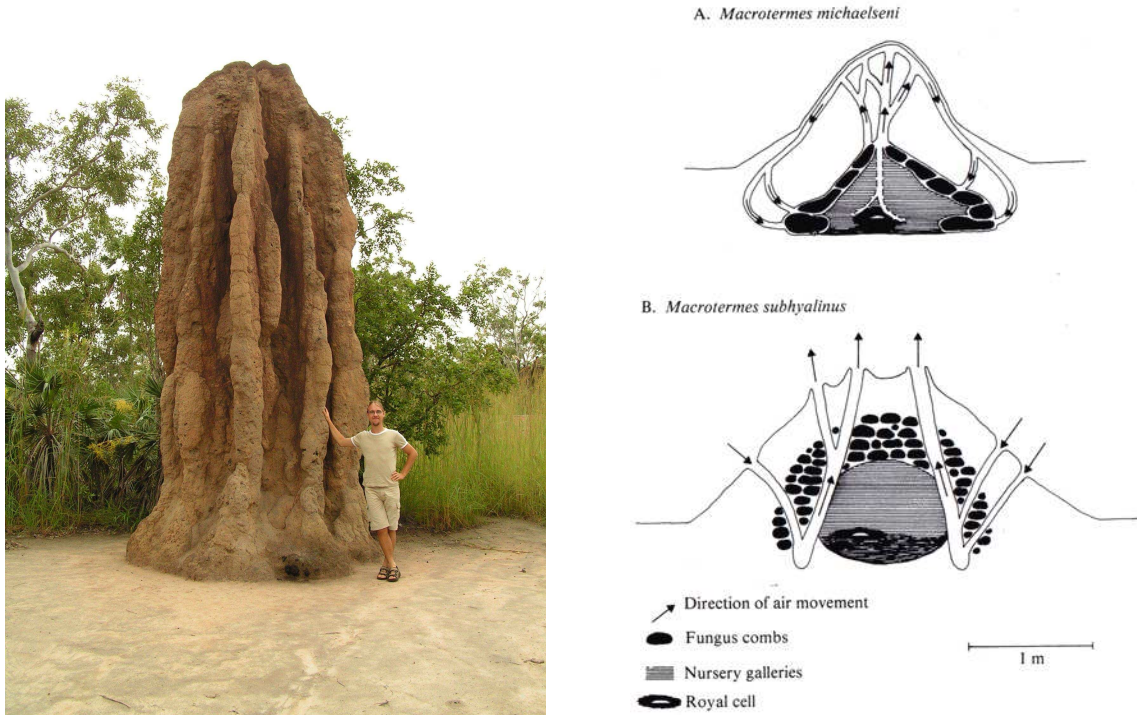 A. Macrotermes michaelseni
B. Macrotermes subhyalinus
Direction of air movement
Fungus combs
Nursery galleries
Royal cell
1 m